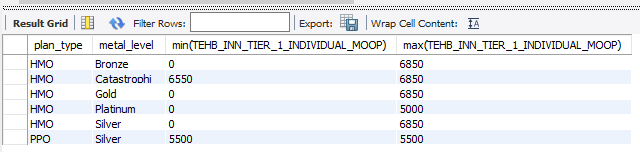 Result Grid Filter Rows: Export: Wrap Cell Content:
plan_type metal_level min(TEHB_INN_TIER_1_INDIVIDUAL_MOOP) max(TEHB_INN_TIER_1_INDIVIDUAL_MOOP)
HMO Bronze 0 6850
HMO Catastrophi 6550 6850
HMO Gold 0 6850
HMO Platinum 0 5000
HMO Silver 0 6850
PPO Silver 5500 5500